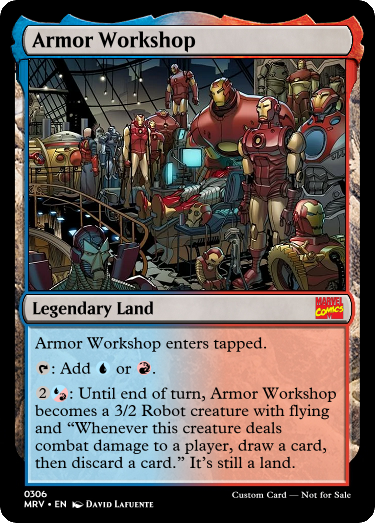 Armor Workshop
Legendary Land
MARVEL
COMICS
Armor Workshop enters tapped.
: Add or .
2 : Until end of turn, Armor Workshop
becomes a 3/2 Robot creature with flying
and “Whenever this creature deals
combat damage to a player, draw a card,
then discard a card.” It’s still a land.
0306
MRV • EN David Lafuente
Custom Card — Not for Sale